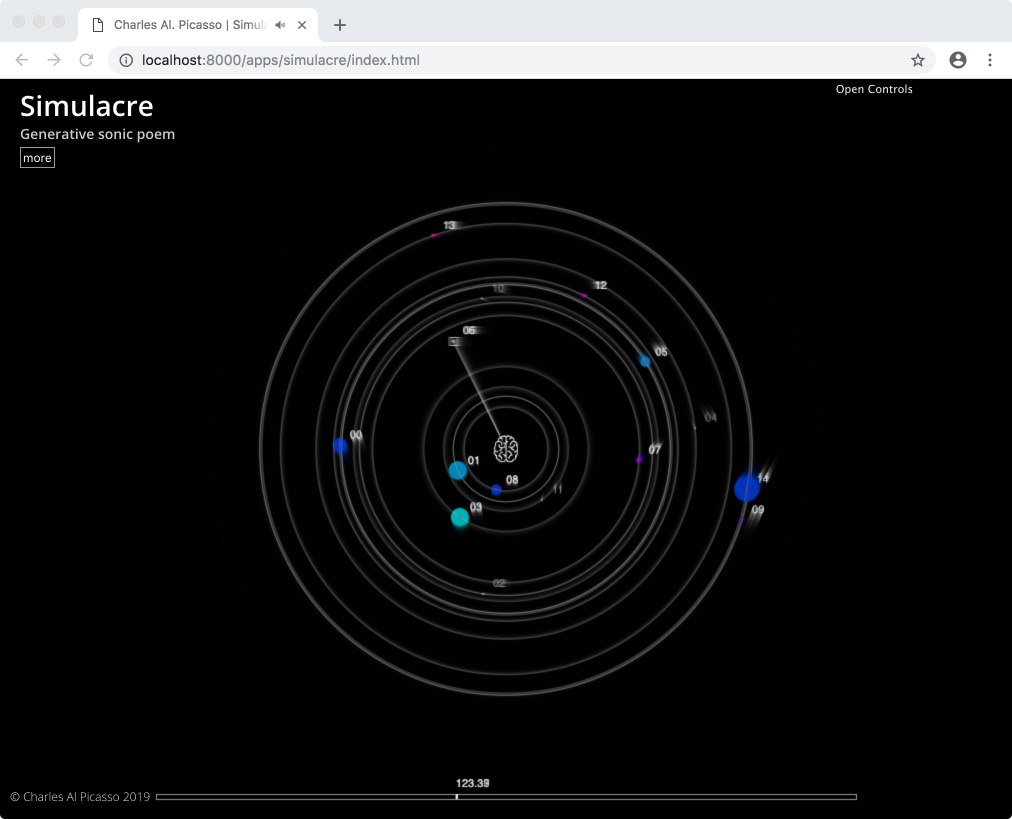 Charles Al. Picasso | Simula
localhost:8000/apps/simulacre/index.html
Open Controls
Simulacre
Generative sonic poem
more
13
12
10
06
05
04
00
07
01
08
14
11
03
09
02
123.39
© Charles Al Picasso 2019